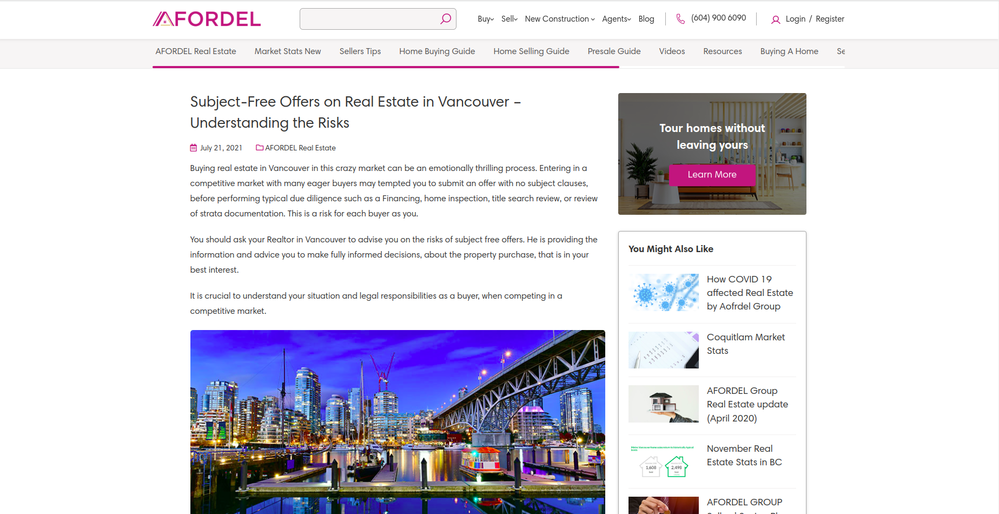 AFORDEL
Buy Sell New Construction Agents Blog (604) 900 6090 Login / Register
AFORDEL Real Estate Market Stats New Sellers Tips Home Buying Guide Home Selling Guide Presale Guide Videos Resources Buying A Home Se
Subject-Free Offers on Real Estate in Vancouver –
Understanding the Risks
July 21, 2021 AFORDEL Real Estate
Buying real estate in Vancouver in this crazy market can be an emotionally thrilling process. Entering in a
competitive market with many eager buyers may tempted you to submit an offer with no subject clauses,
before performing typical due diligence such as a Financing, home inspection, title search review, or review
of strata documentation. This is a risk for each buyer as you.
You should ask your Realtor in Vancouver to advise you on the risks of subject free offers. He is providing the
information and advice you to make fully informed decisions, about the property purchase, that is in your
best interest.
It is crucial to understand your situation and legal responsibilities as a buyer, when competing in a
competitive market.
Tour homes without
leaving yours
Learn More
You Might Also Like
How COVID 19
affected Real Estate
by Aofrdel Group
Coquitlam Market
Stats
AFORDEL Group
Real Estate update
(April 2020)
November Real
Estate Stats in BC
AFORDEL GROUP